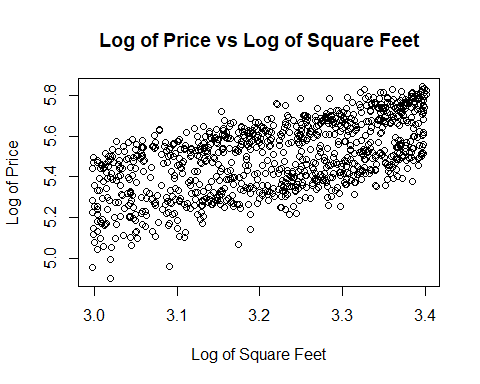 Log of Price vs Log of Square Feet
Log of Price
5.8
5.6
5.4
5.2
5.0
3.0 3.1 3.2 3.3 3.4
Log of Square Feet